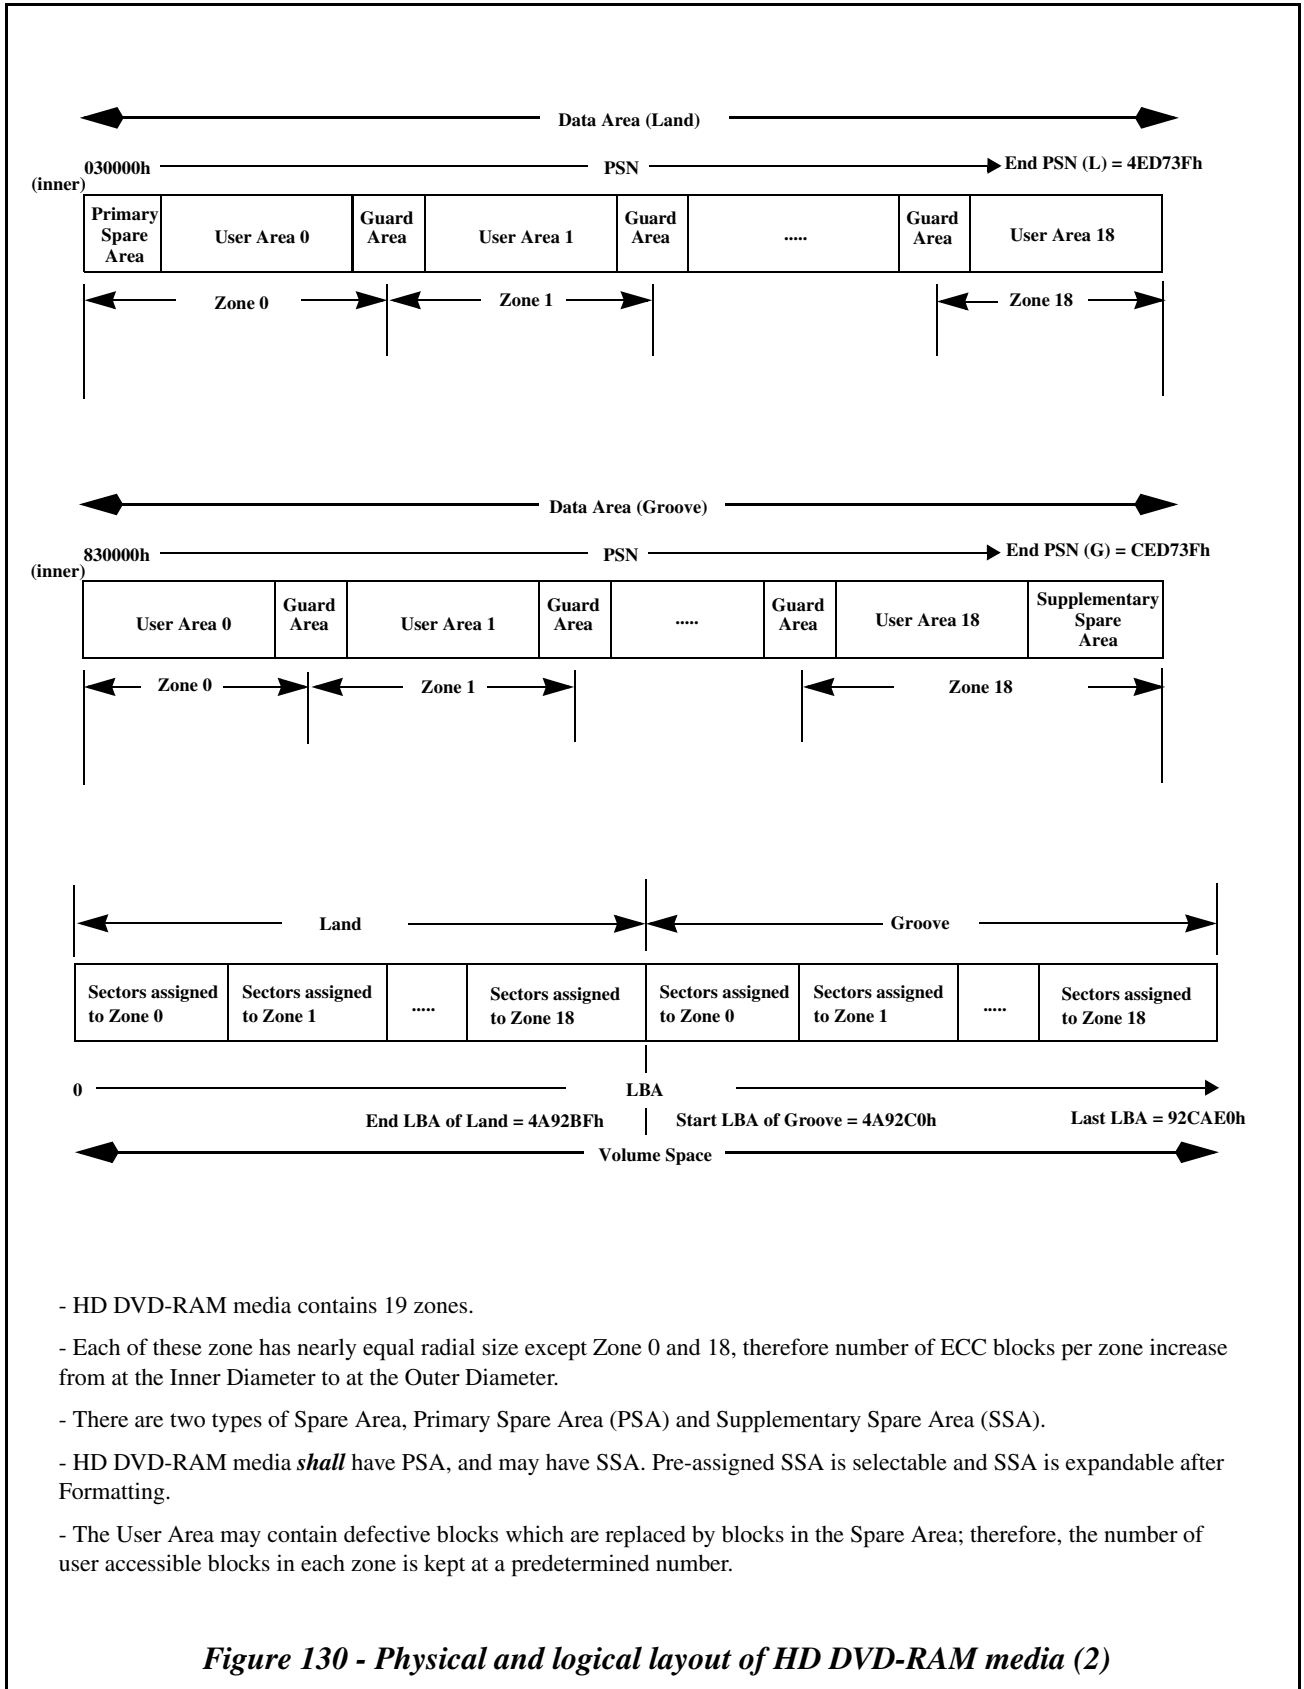 Data Area (Land)
030000h PSN End PSN (L) = 4ED73Fh
(inner)
Primary Spare Area User Area 0 Guard Area User Area 1 Guard Area ..... Guard Area User Area 18
Zone 0 Zone 1 Zone 18
Data Area (Groove)
830000h PSN End PSN (G) = CED73Fh
(inner)
User Area 0 Guard Area User Area 1 Guard Area ..... Guard Area User Area 18 Supplementary Spare Area
Zone 0 Zone 1 Zone 18
Land Groove
Sectors assigned to Zone 0 Sectors assigned to Zone 1 ..... Sectors assigned to Zone 18 Sectors assigned to Zone 0 Sectors assigned to Zone 1 ..... Sectors assigned to Zone 18
0 LBA
End LBA of Land = 4A92BFh Start LBA of Groove = 4A92C0h Last LBA = 92CAE0h
Volume Space
- HD DVD-RAM media contains 19 zones.
- Each of these zone has nearly equal radial size except Zone 0 and 18, therefore number of ECC blocks per zone increase
from at the Inner Diameter to at the Outer Diameter.
- There are two types of Spare Area, Primary Spare Area (PSA) and Supplementary Spare Area (SSA).
- HD DVD-RAM media shall have PSA, and may have SSA. Pre-assigned SSA is selectable and SSA is expandable after
Formatting.
- The User Area may contain defective blocks which are replaced by blocks in the Spare Area; therefore, the number of
user accessible blocks in each zone is kept at a predetermined number.
Figure 130 - Physical and logical layout of HD DVD-RAM media (2)